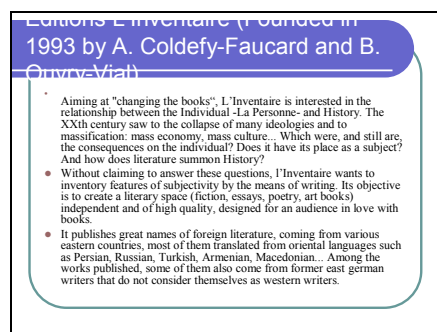 Editions L'Inventaire (Founded in
1993 by A. Coldefy-Faucard and B.
Ouvry-Vial)
Aiming at "changing the books“, L'Inventaire is interested in the
relationship between the Individual -La Personne- and History. The
XXth century saw to the collapse of many ideologies and to
massification: mass economy, mass culture... Which were, and still are,
the consequences on the individual? Does it have its place as a subject?
And how does literature summon History?
Without claiming to answer these questions, l'Inventaire wants to
inventory features of subjectivity by the means of writing. Its objective
is to create a literary space (fiction, essays, poetry, art books)
independent and of high quality, designed for an audience in love with
books.
It publishes great names of foreign literature, coming from various
eastern countries, most of them translated from oriental languages such
as Persian, Russian, Turkish, Armenian, Macedonian... Among the
works published, some of them also come from former east german
writers that do not consider themselves as western writers.